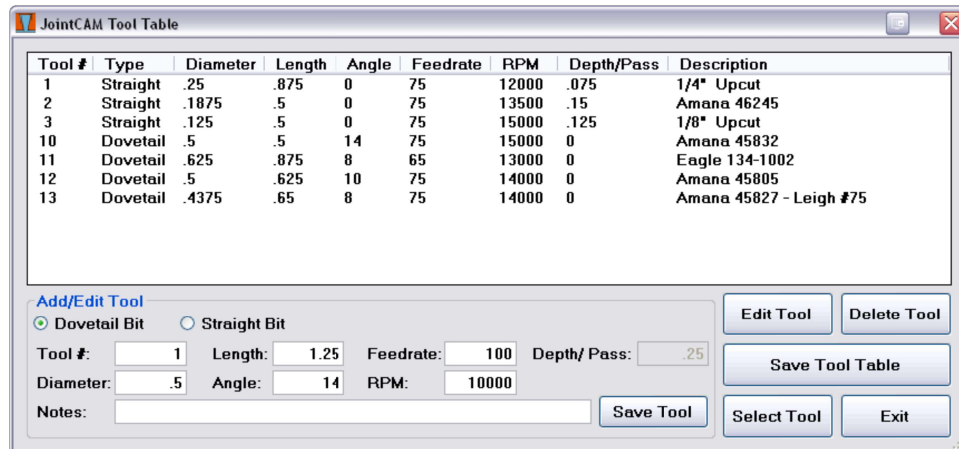 JointCAM Tool Table
Tool # Type Diameter Length Angle Feedrate RPM Depth/Pass Description
1 Straight .25 .875 0 75 12000 .075 1/4" Upcut
2 Straight .1875 .5 0 75 13500 .15 Amana 46245
3 Straight .125 .5 0 75 15000 .125 1/8" Upcut
10 Dovetail .5 .5 14 75 15000 0 Amana 45832
11 Dovetail .625 .875 8 65 13000 0 Eagle 134-1002
12 Dovetail .5 .625 10 75 14000 0 Amana 45805
13 Dovetail .4375 .65 8 75 14000 0 Amana 45827 - Leigh #75
Add/Edit Tool
Dovetail Bit Straight Bit
Tool #: 1 Length: 1.25 Feedrate: 100 Depth/ Pass: .25
Diameter: .5 Angle: 14 RPM: 10000
Notes: Save Tool
Edit Tool Delete Tool
Save Tool Table
Select Tool Exit